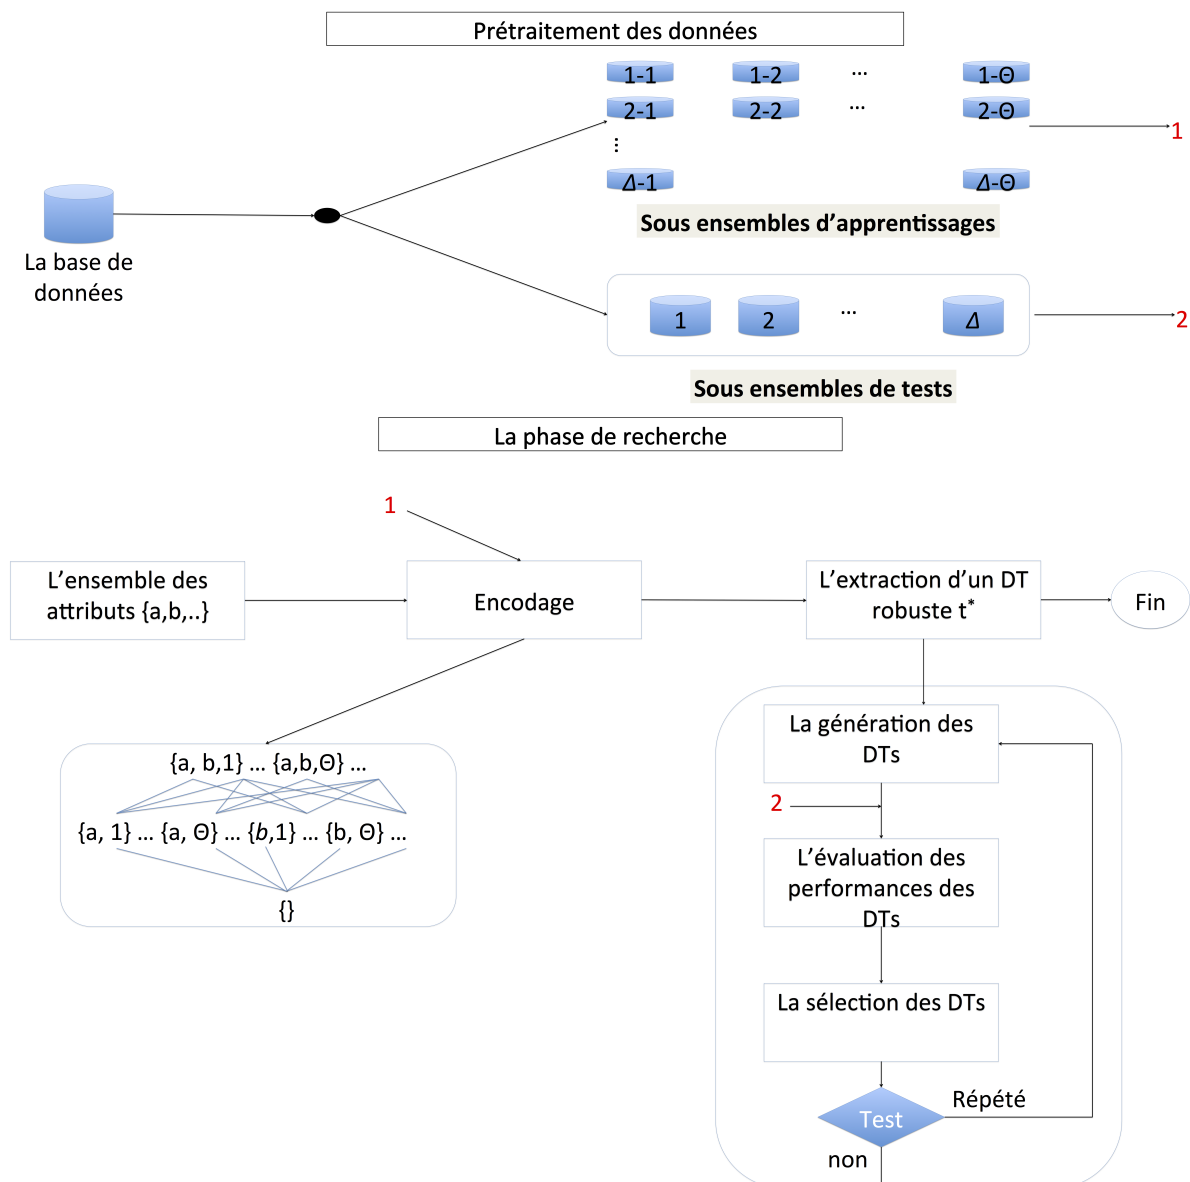 Prétraitement des données
1-1 1-2 ... 1-Θ
2-1 2-2 ... 2-Θ
1
...
Δ-1 Δ-Θ
Sous ensembles d’apprentissages
La base de
données
1 2 ... Δ
2
Sous ensembles de tests
La phase de recherche
1
L’ensemble des
attributs {a,b,..}
Encodage
L’extraction d’un DT
robuste t*
Fin
La génération des
DTs
{a, b,1} ... {a,b,Θ} ...
{a, 1} ... {a, Θ} ... {b,1} ... {b, Θ} ...
{}
2
L’évaluation des
performances des
DTs
La sélection des DTs
Test
Répété
non